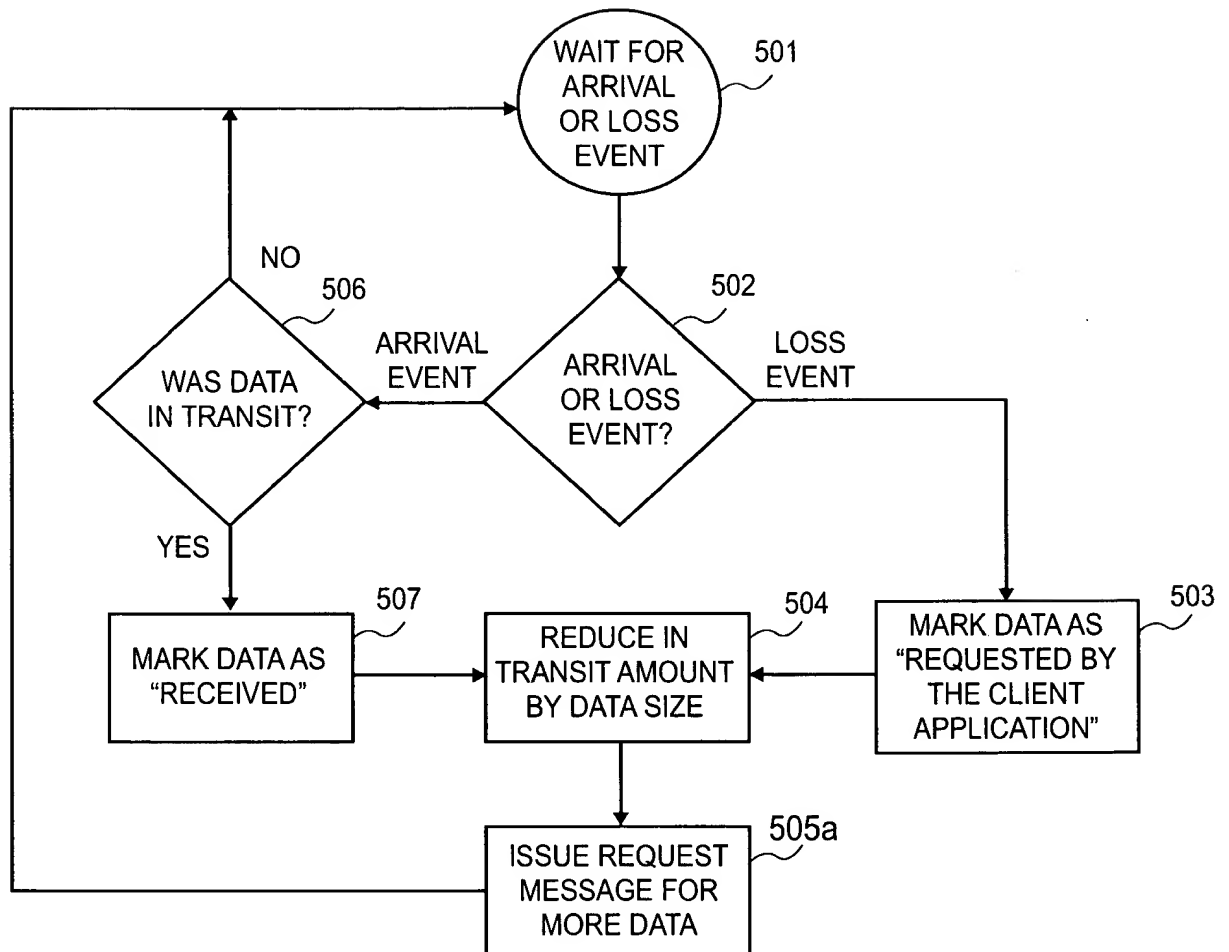 WAIT FOR
ARRIVAL
OR LOSS
EVENT
501
NO
506
502
ARRIVAL
EVENT
LOSS
EVENT
WAS DATA
IN TRANSIT?
ARRIVAL
OR LOSS
EVENT?
YES
507
504
503
MARK DATA AS
“RECEIVED”
REDUCE IN
TRANSIT AMOUNT
BY DATA SIZE
MARK DATA AS
“REQUESTED BY
THE CLIENT
APPLICATION”
505a
ISSUE REQUEST
MESSAGE FOR
MORE DATA